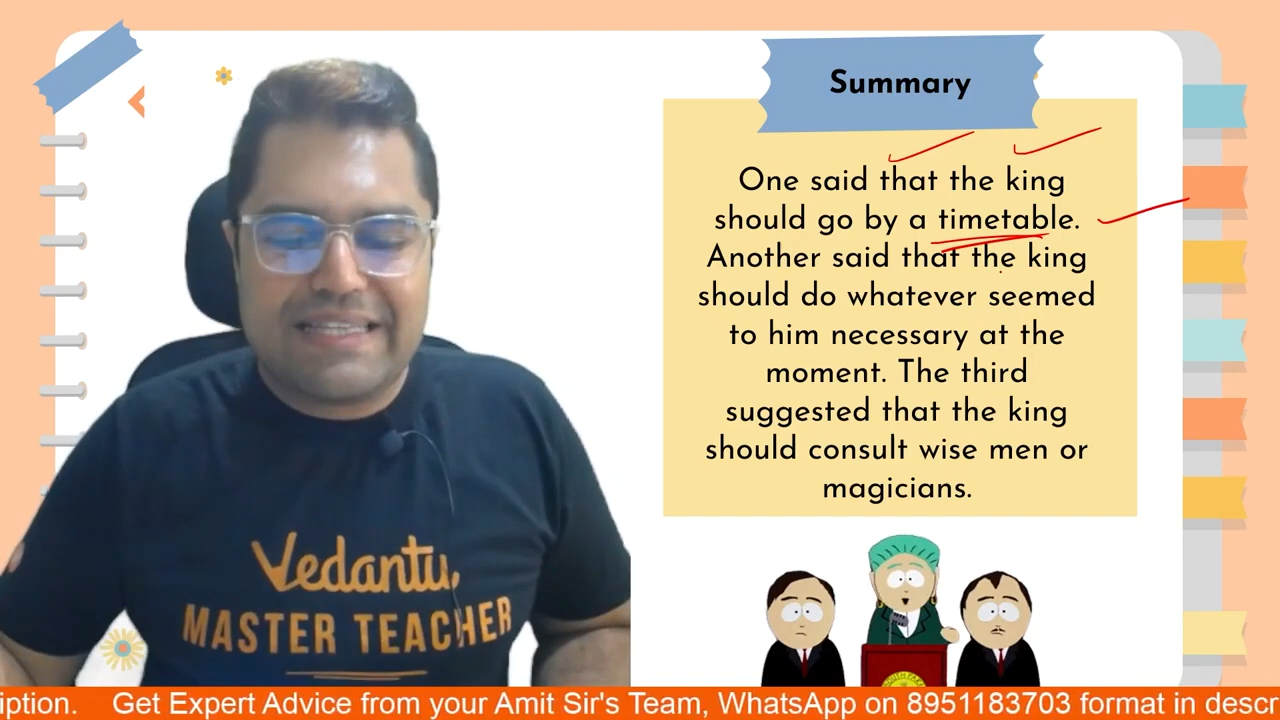 Summary
One said that the king
should go by a timetable.
Another said that the king
should do whatever seemed
to him necessary at the
moment. The third
suggested that the king
should consult wise men or
magicians.
Vedantu
MASTER TEACHER
iption. Get Expert Advice from your Amit Sir's Team, WhatsApp on 8951183703 format in descr